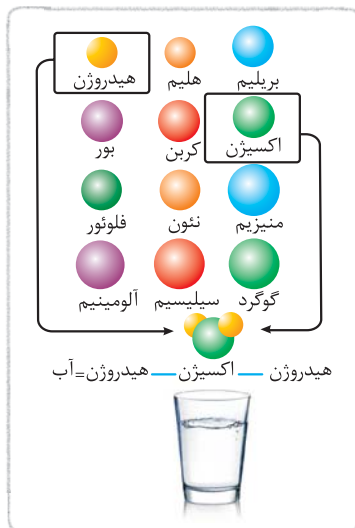 بریلیم هلیم هیدروژن
اکسیژن کربن بور
منیزیم نئون فلوئور
گوگرد سیلیسیم آلومینیم
هیدروژن — اکسیژن — هیدروژن=آب